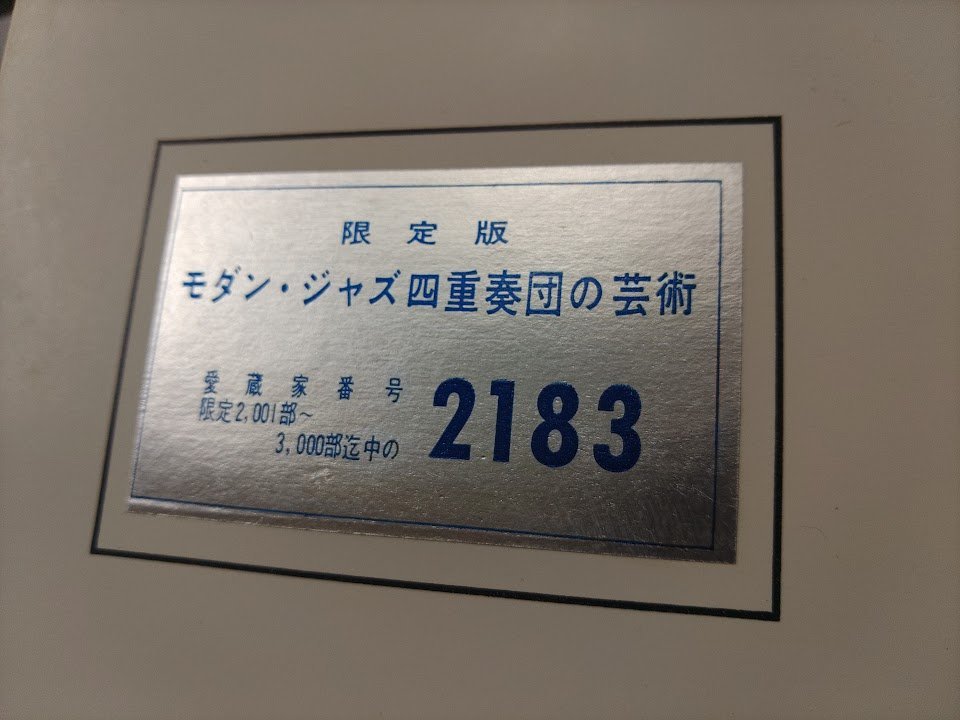 限定版
モダン・ジャズ四重奏団の芸術
愛蔵家番号
限定2,001部～
3,000部迄中の
2183